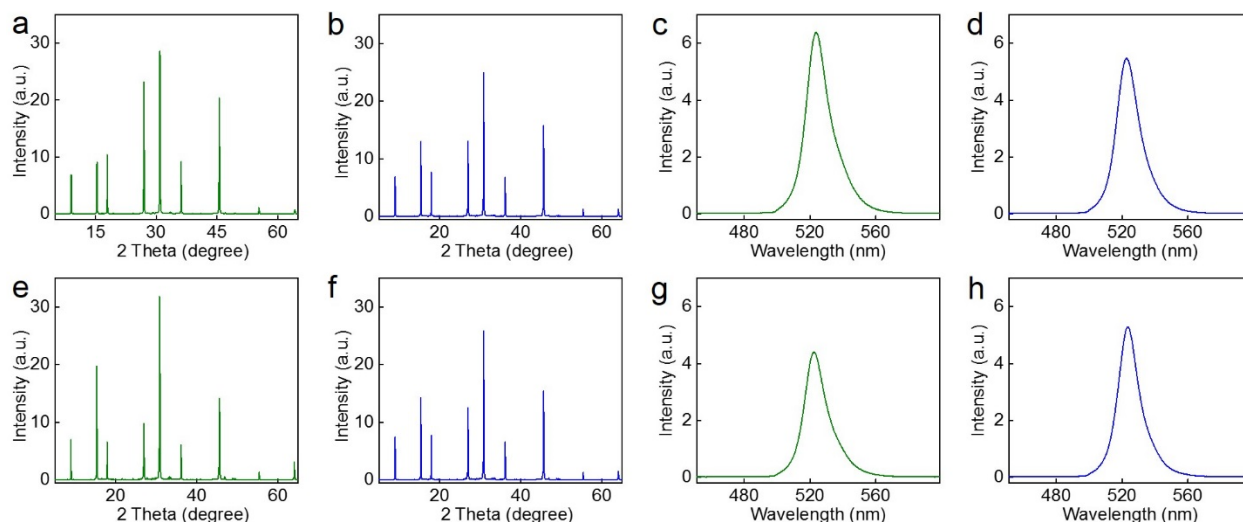 a
30
20
10
0
Intensity (a.u.)
15 30 45 60
2 Theta (degree)
b
30
20
10
0
Intensity (a.u.)
20 40 60
2 Theta (degree)
c
6
4
2
0
Intensity (a.u.)
480 520 560
Wavelength (nm)
d
6
4
2
0
Intensity (a.u.)
480 520 560
Wavelength (nm)
e
30
20
10
0
Intensity (a.u.)
20 40 60
2 Theta (degree)
f
30
20
10
0
Intensity (a.u.)
20 40 60
2 Theta (degree)
g
6
4
2
0
Intensity (a.u.)
480 520 560
Wavelength (nm)
h
6
4
2
0
Intensity (a.u.)
480 520 560
Wavelength (nm)